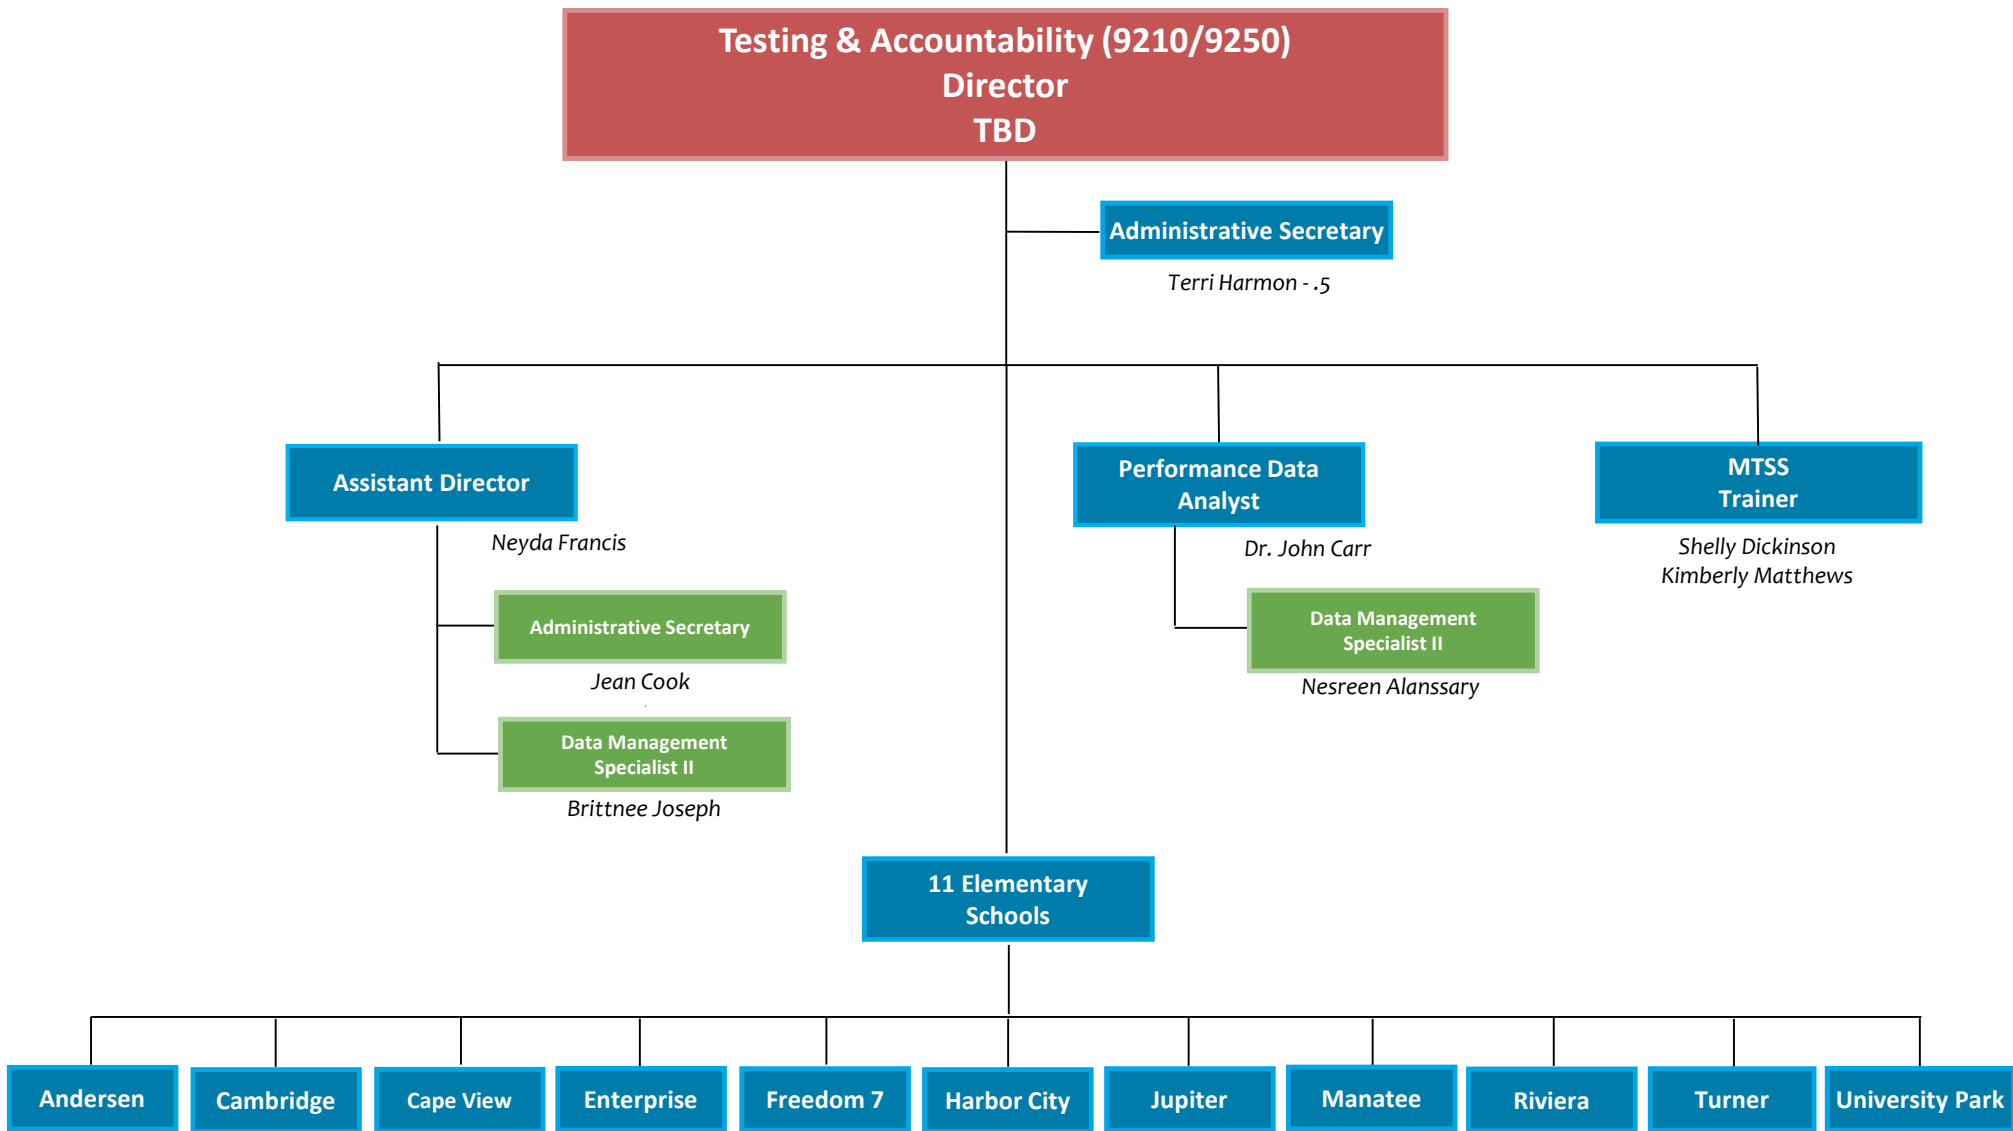 Testing & Accountability (9210/9250)
Director
TBD
Administrative Secretary
Terri Harmon - .5
Assistant Director
Neyda Francis
Administrative Secretary
Jean Cook
Data Management
Specialist II
Brittnee Joseph
Performance Data
Analyst
Dr. John Carr
Data Management
Specialist II
Nesreen Alanssary
MTSS
Trainer
Shelly Dickinson
Kimberly Matthews
11 Elementary
Schools
Andersen
Cambridge
Cape View
Enterprise
Freedom 7
Harbor City
Jupiter
Manatee
Riviera
Turner
University Park